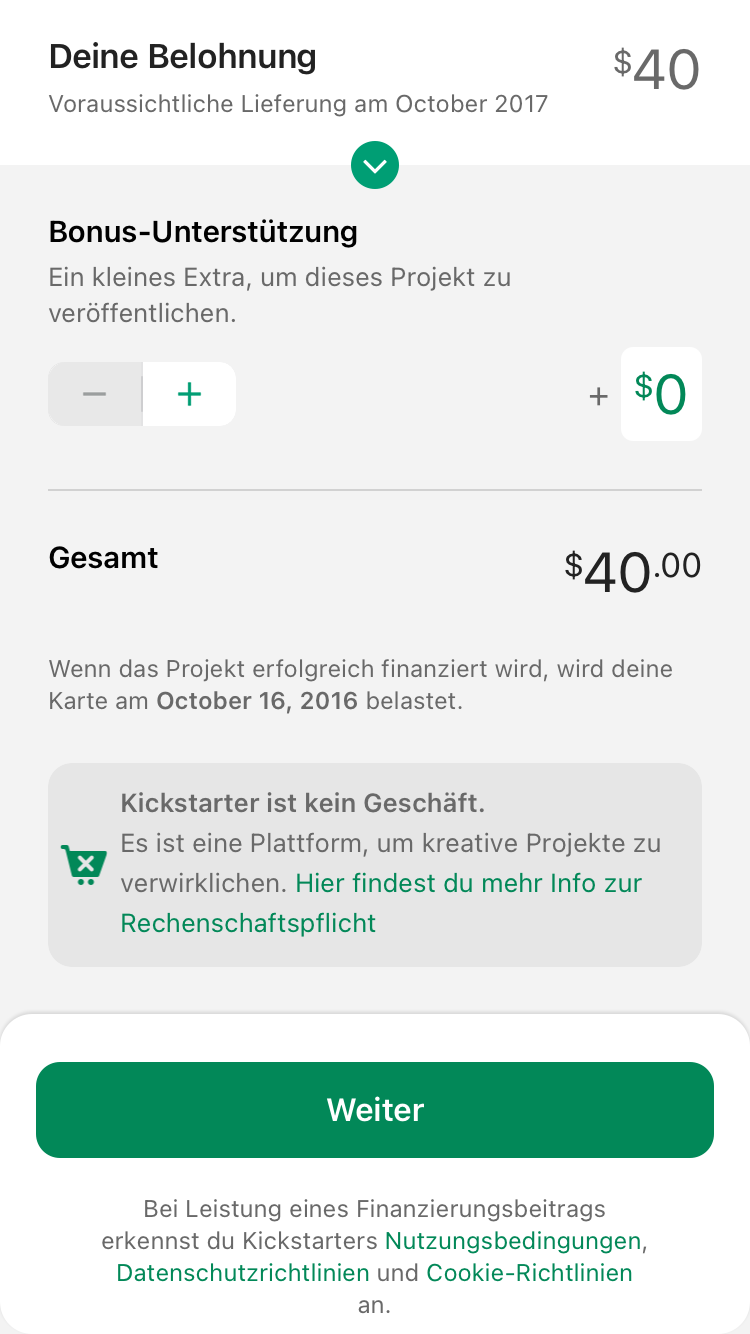 Deine Belohnung
$40
Voraussichtliche Lieferung am October 2017
Bonus-Unterstützung
Ein kleines Extra, um dieses Projekt zu
veröffentlichen.
− + + $0
Gesamt
$40.00
Wenn das Projekt erfolgreich finanziert wird, wird deine
Karte am October 16, 2016 belastet.
Kickstarter ist kein Geschäft.
Es ist eine Plattform, um kreative Projekte zu
verwirklichen. Hier findest du mehr Info zur
Rechenschaftspflicht
Weiter
Bei Leistung eines Finanzierungsbeitrags
erkennst du Kickstarters Nutzungsbedingungen,
Datenschutzrichtlinien und Cookie-Richtlinien
an.